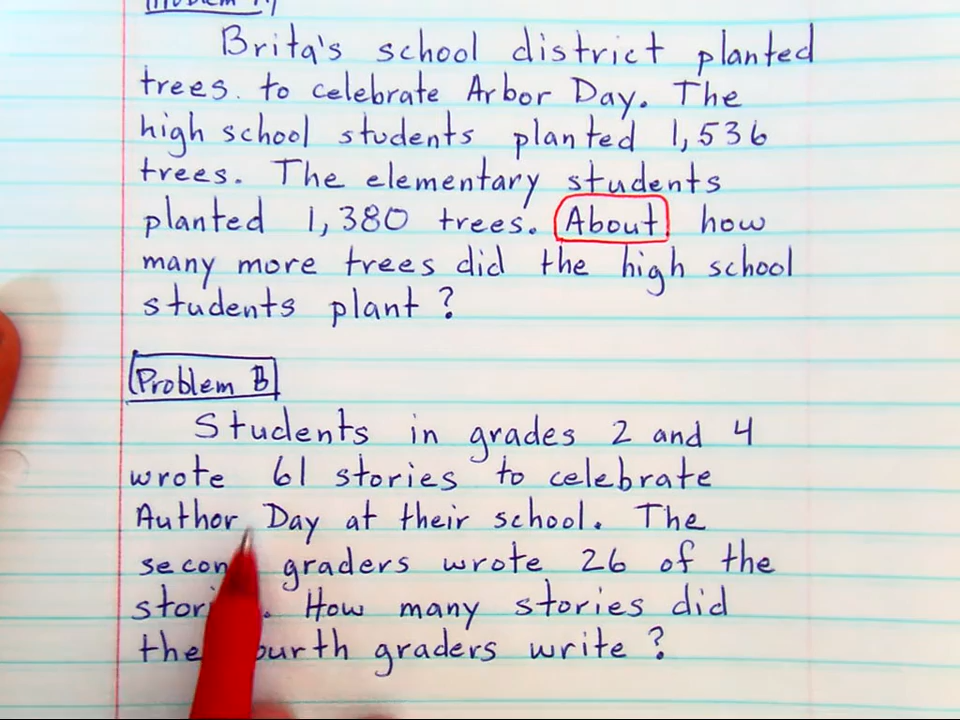 Problem A
Brita's school district planted
trees. to celebrate Arbor Day. The
high school students planted 1,536
trees. The elementary students
planted 1,380 trees. About how
many more trees did the high school
students plant?
Problem B
Students in grades 2 and 4
wrote 61 stories to celebrate
Author Day at their school. The
graders wrote 26 of the
How many stories did
the graders write?